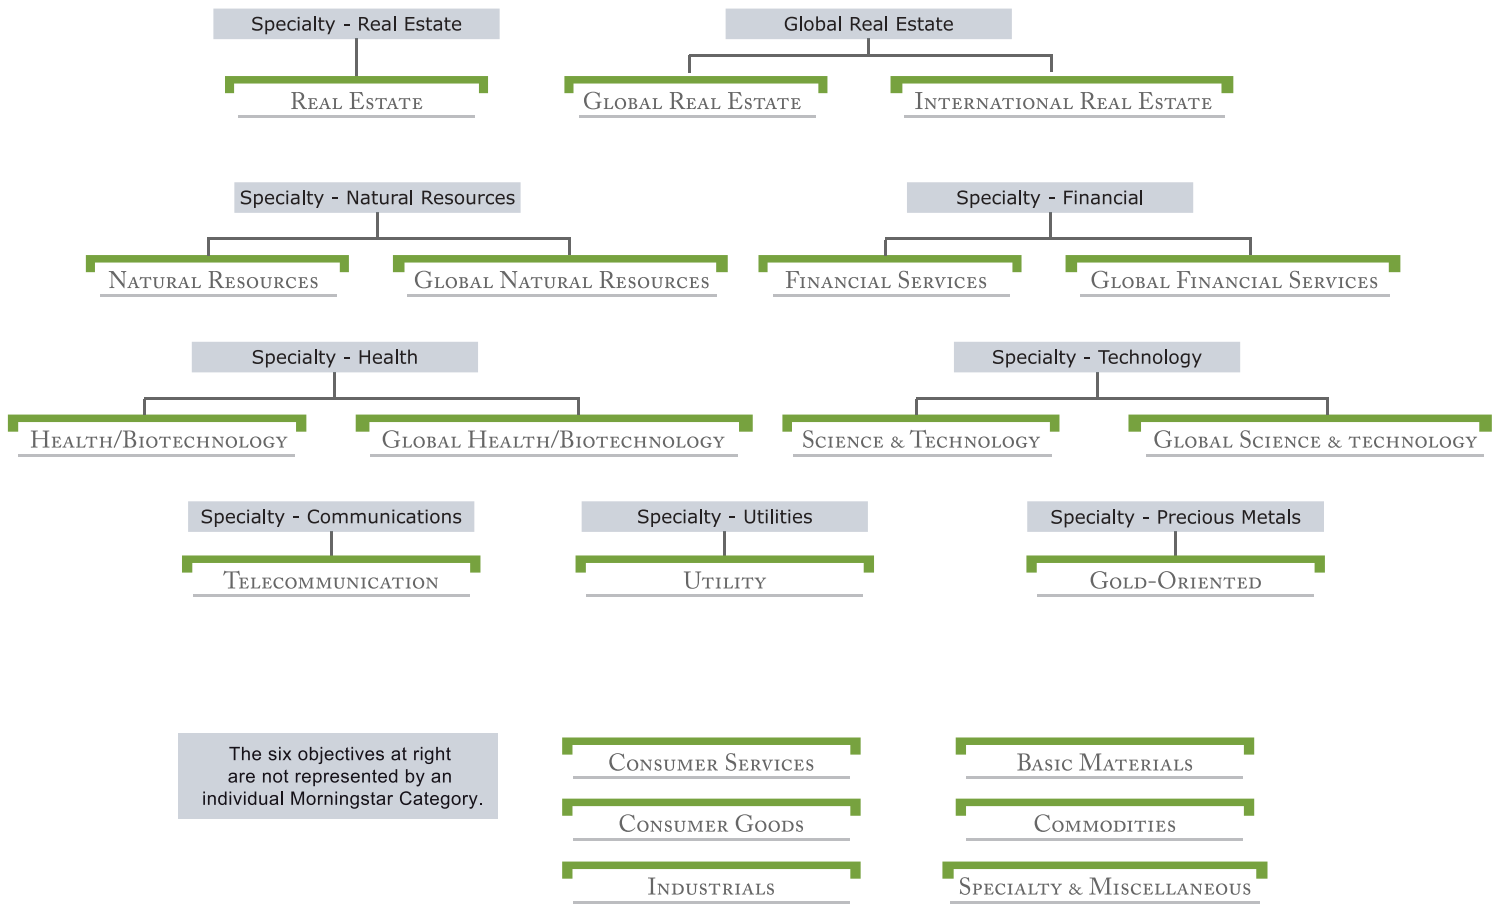 Specialty - Real Estate
Global Real Estate
Real Estate
Global Real Estate
International Real Estate
Specialty - Natural Resources
Specialty - Financial
Natural Resources
Global Natural Resources
Financial Services
Global Financial Services
Specialty - Health
Specialty - Technology
Health/Biotechnology
Global Health/Biotechnology
Science & Technology
Global Science & technology
Specialty - Communications
Specialty - Utilities
Specialty - Precious Metals
Telecommunication
Utility
Gold-Oriented
The six objectives at right
are not represented by an
individual Morningstar Category.
Consumer Services
Basic Materials
Consumer Goods
Commodities
Industrials
Specialty & Miscellaneous